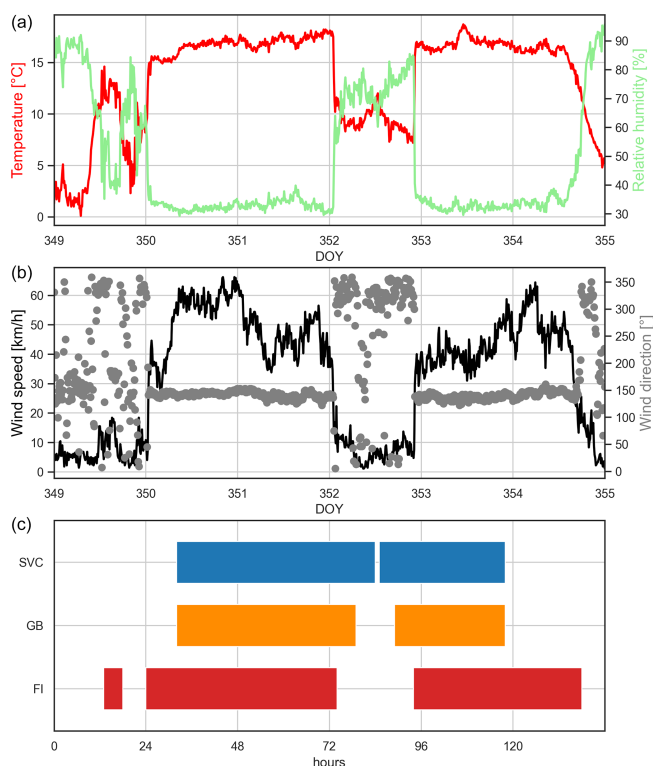 (a)
Temperature [°C]
15
10
5
0
90
80
70
60
50
40
30
Relative humidity [%]
349 350 351 352 353 354 355
DOY
(b)
Wind speed [km/h]
60
50
40
30
20
10
0
350
300
250
200
150
100
50
0
Wind direction [°]
349 350 351 352 353 354 355
DOY
(c)
SVC
GB
FI
0 24 48 72 96 120
hours